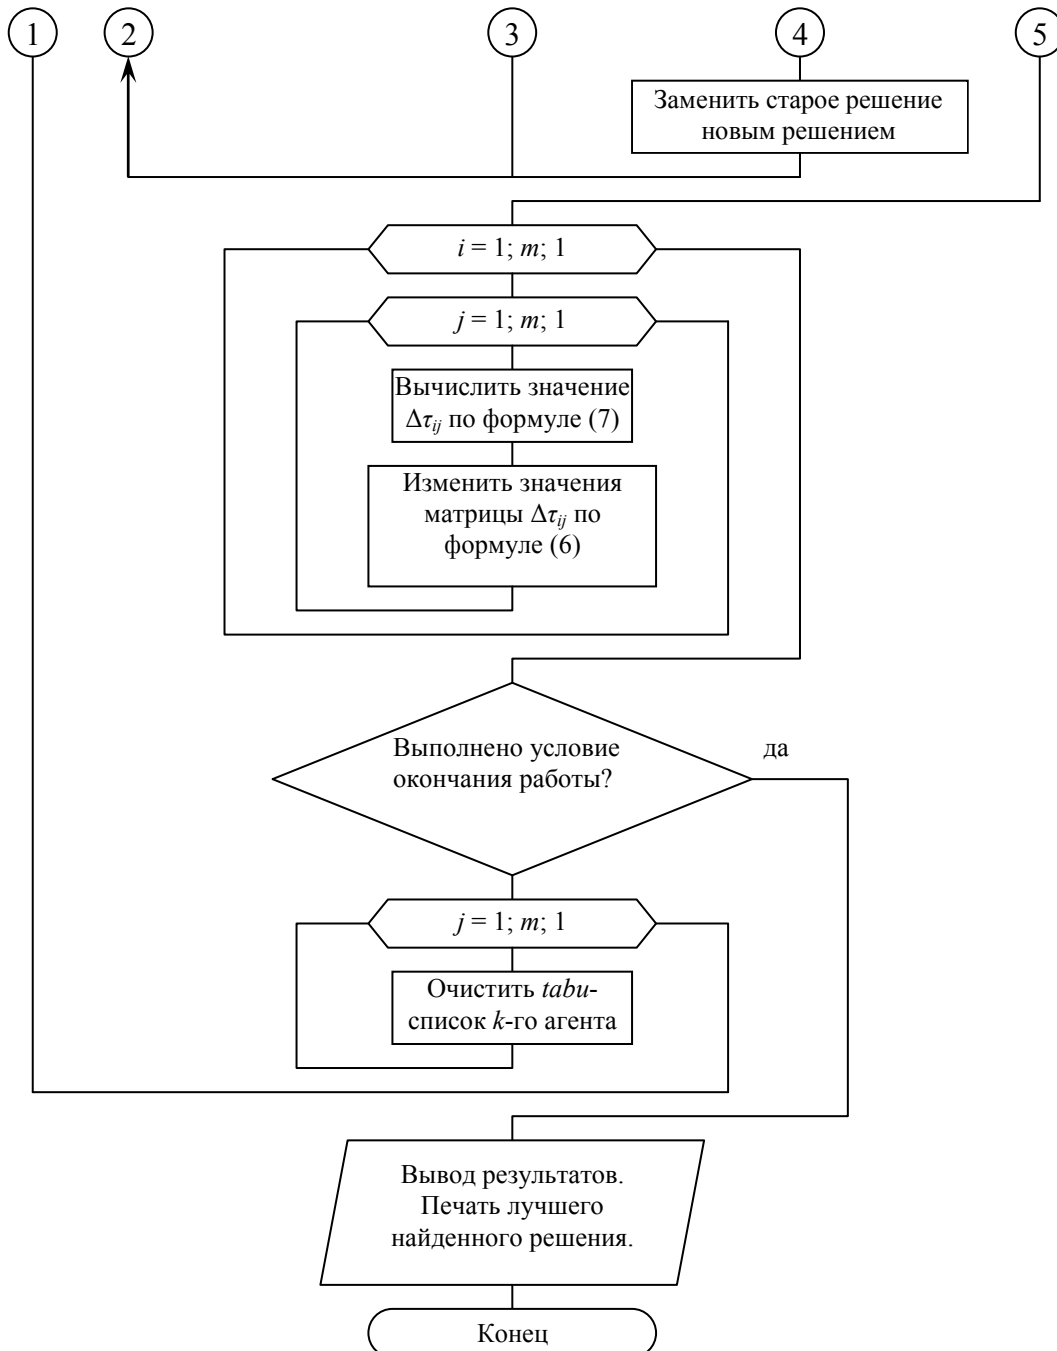 1 2 3 4 5
Заменить старое решение
новым решением
i = 1; m; 1
j = 1; m; 1
Вычислить значение
Δτij по формуле (7)
Изменить значения
матрицы Δτij по
формуле (6)
Выполнено условие
окончания работы?
да
j = 1; m; 1
Очистить tabu-
список k-го агента
Вывод результатов.
Печать лучшего
найденного решения.
Конец